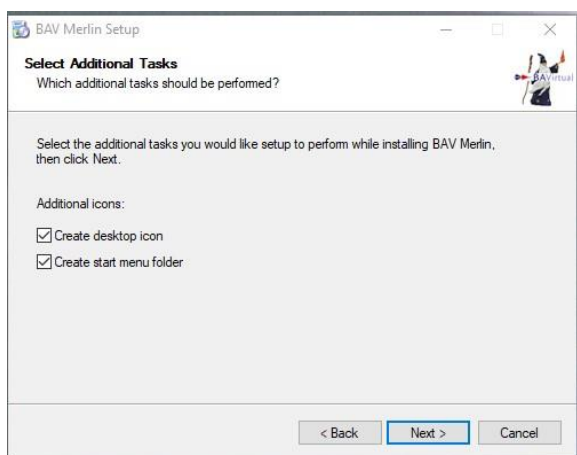 BAV Merlin Setup
Select Additional Tasks
Which additional tasks should be performed?
BAVirtual
Select the additional tasks you would like setup to perform while installing BAV Merlin,
then click Next.
Additional icons:
Create desktop icon
Create start menu folder
< Back Next > Cancel